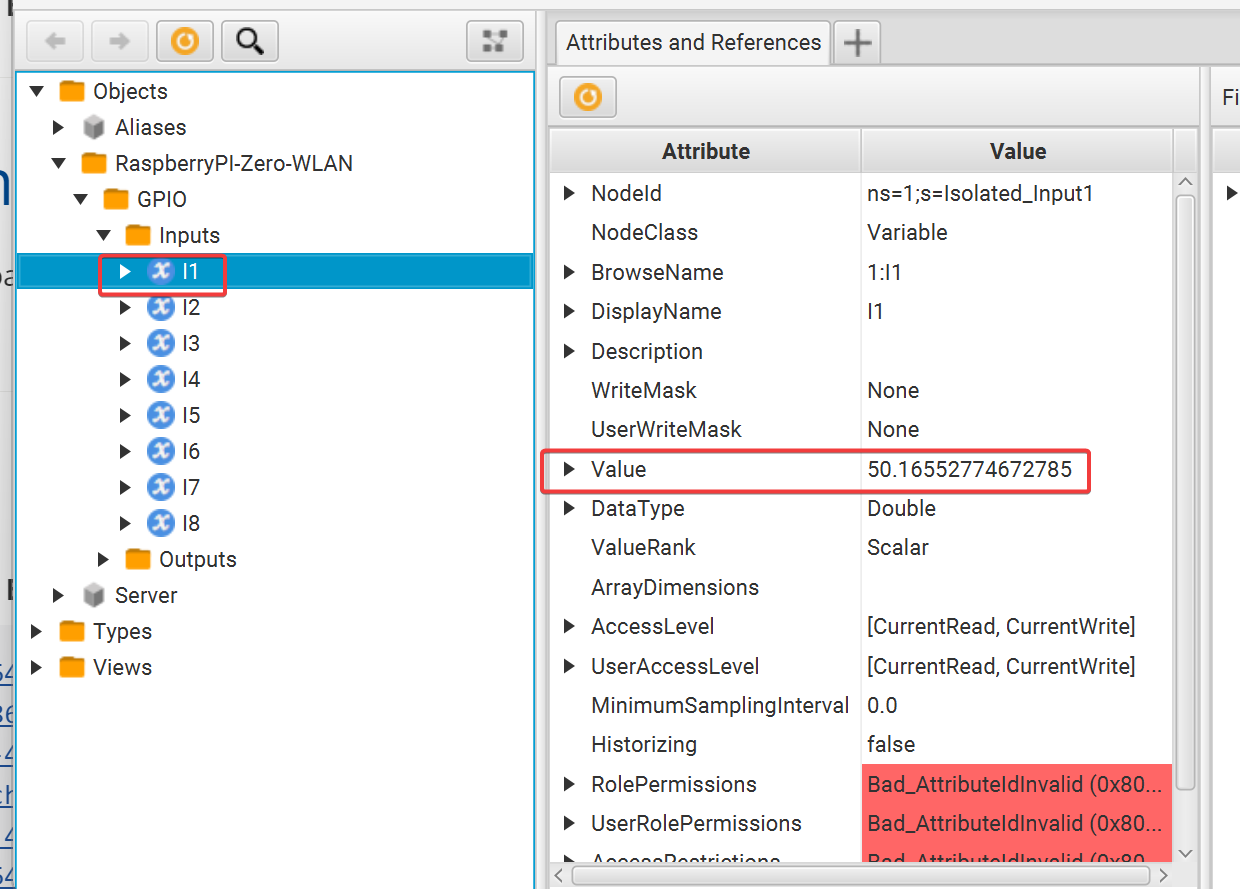 Objects
Aliases
RaspberryPI-Zero-WLAN
GPIO
Inputs
I1
I2
I3
I4
I5
I6
I7
I8
Outputs
Server
Types
Views
Attributes and References
Attribute Value
NodeId ns=1;s=Isolated_Input1
NodeClass Variable
BrowseName 1:I1
DisplayName I1
Description
WriteMask None
UserWriteMask None
Value 50.16552774672785
DataType Double
ValueRank Scalar
ArrayDimensions
AccessLevel [CurrentRead, CurrentWrite]
UserAccessLevel [CurrentRead, CurrentWrite]
MinimumSamplingInterval 0.0
Historizing false
RolePermissions Bad_AttributeIdInvalid (0x80...
UserRolePermissions Bad_AttributeIdInvalid (0x80...
AccessRestrictions Bad_AttributeIdInvalid (0x80...
Fi